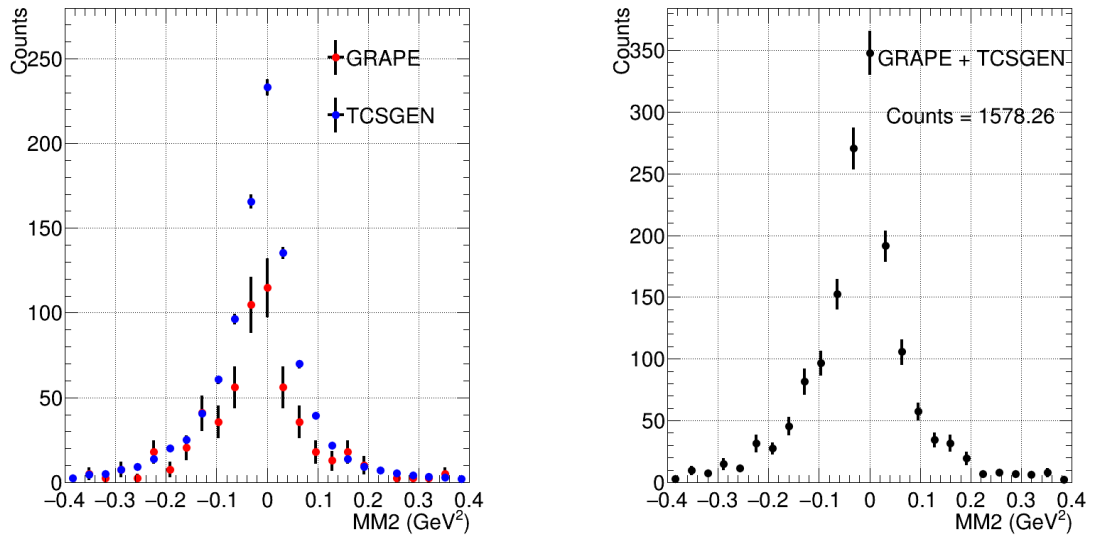 Counts
250
200
150
100
50
0
GRAPE
TCSGEN
−0.4 −0.3 −0.2 −0.1 0 0.1 0.2 0.3 0.4
MM2 (GeV²)
Counts
350
300
250
200
150
100
50
0
GRAPE + TCSGEN
Counts = 1578.26
−0.4 −0.3 −0.2 −0.1 0 0.1 0.2 0.3 0.4
MM2 (GeV²)